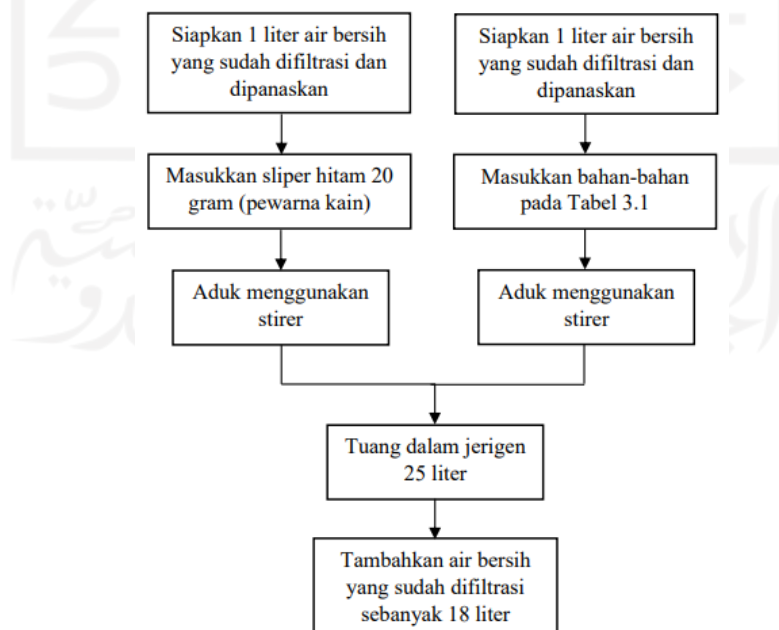 Siapkan 1 liter air bersih
yang sudah difiltrasi dan
dipanaskan
Siapkan 1 liter air bersih
yang sudah difiltrasi dan
dipanaskan
Masukkan sliper hitam 20
gram (pewarna kain)
Masukkan bahan-bahan
pada Tabel 3.1
Aduk menggunakan
stirer
Aduk menggunakan
stirer
Tuang dalam jerigen
25 liter
Tambahkan air bersih
yang sudah difiltrasi
sebanyak 18 liter